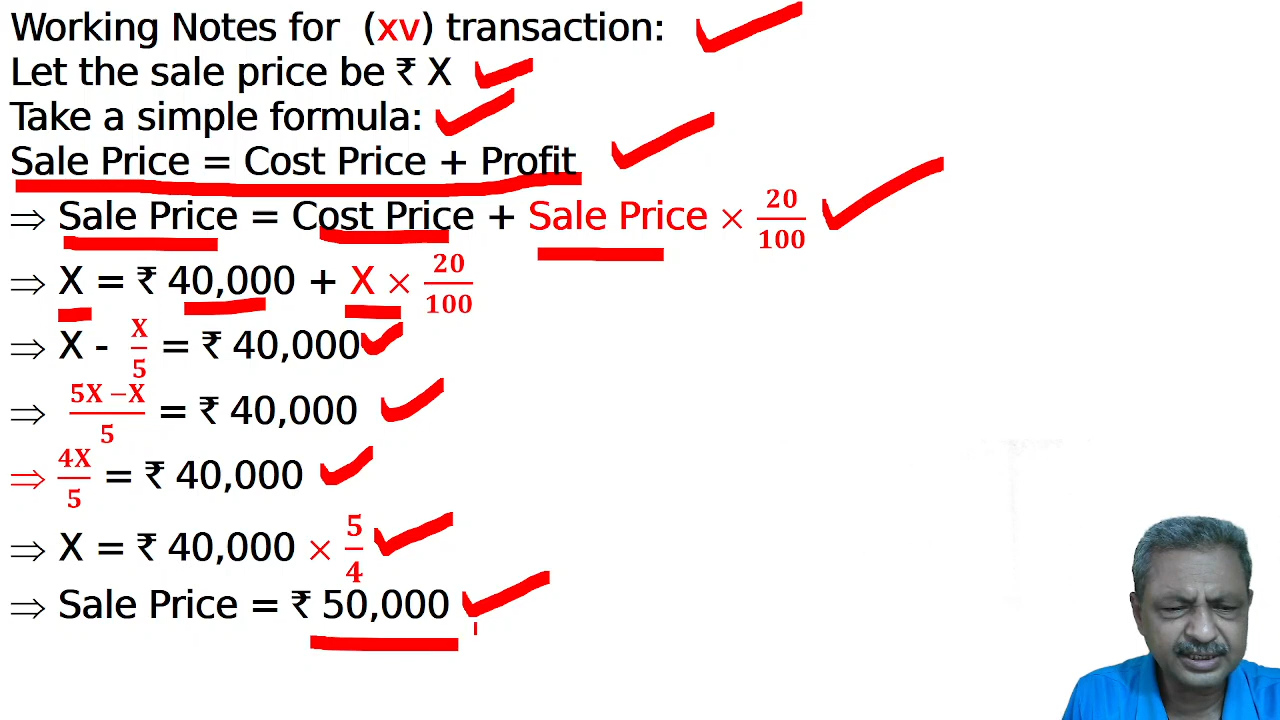 Working Notes for (xv) transaction:
Let the sale price be ₹ X
Take a simple formula:
Sale Price = Cost Price + Profit
⇒ Sale Price = Cost Price + Sale Price × 20/100
⇒ X = ₹ 40,000 + X × 20/100
⇒ X - X/5 = ₹ 40,000
⇒ 5X –X/5 = ₹ 40,000
⇒ 4X/5 = ₹ 40,000
⇒ X = ₹ 40,000 × 5/4
⇒ Sale Price = ₹ 50,000